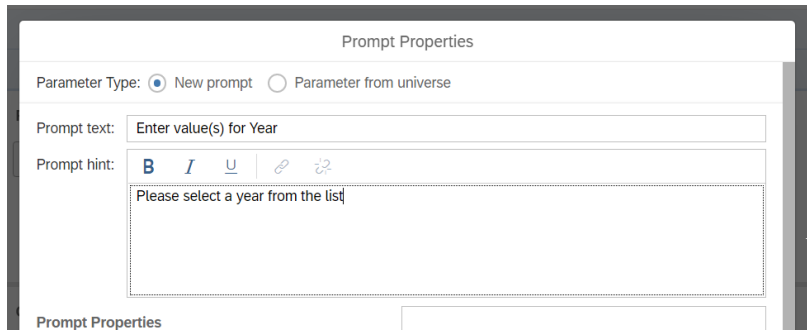 Prompt Properties
Parameter Type: New prompt Parameter from universe
Prompt text: Enter value(s) for Year
Prompt hint: B I U
Please select a year from the list
Prompt Properties